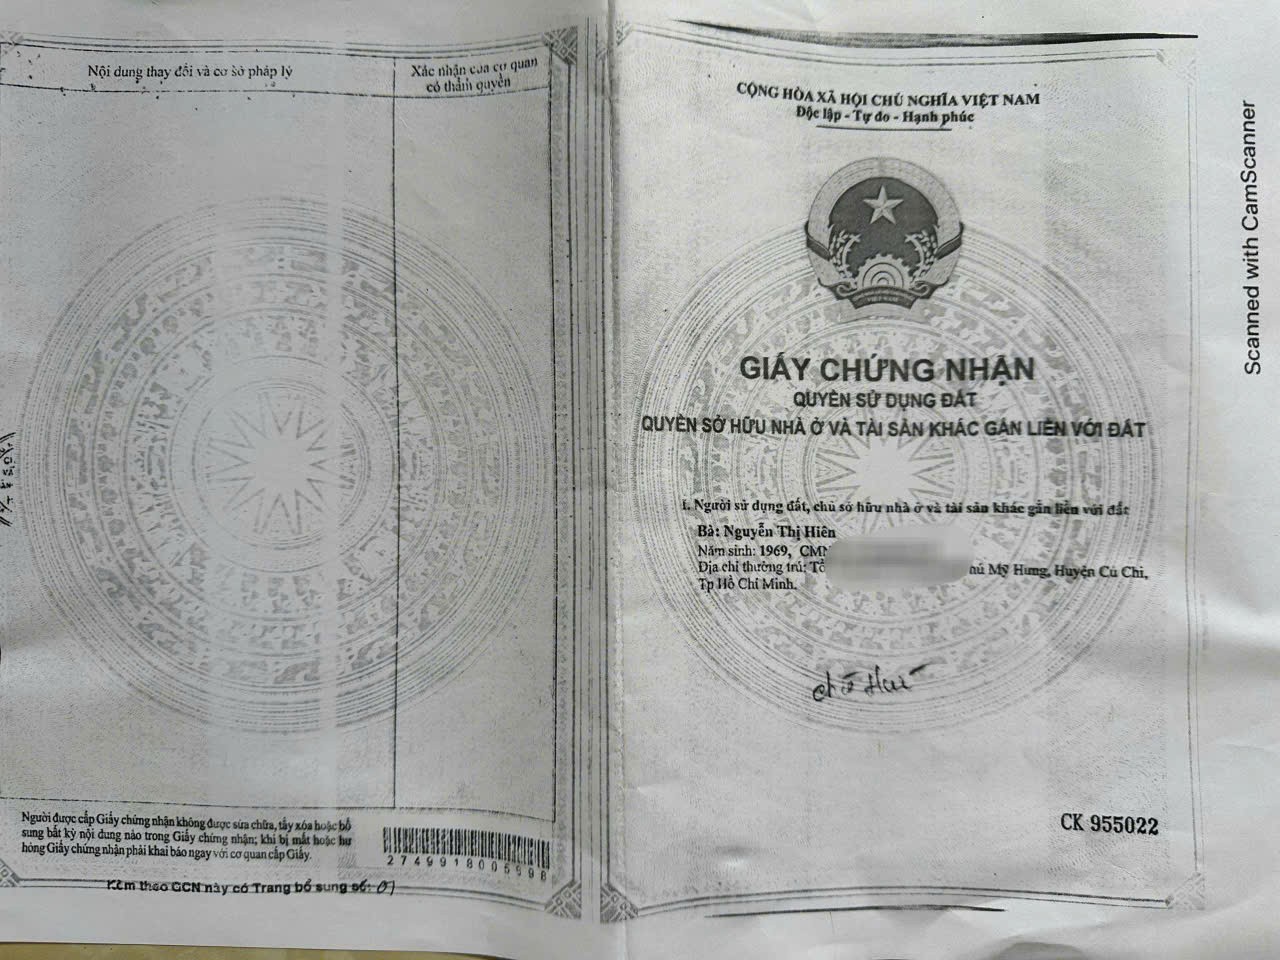 Nội dung thay đổi và cơ sở pháp lý
Xác nhận của cơ quan
có thẩm quyền
Người được cấp Giấy chứng nhận không được sửa chữa, tẩy xóa hoặc bổ
sung bất kỳ nội dung nào trong Giấy chứng nhận; khi bị mất hoặc hư
hỏng Giấy chứng nhận phải khai báo ngay với cơ quan cấp Giấy.
2749918005998
Kèm theo GCN này có Trang bổ sung số: 01
CỘNG HÒA XÃ HỘI CHỦ NGHĨA VIỆT NAM
Độc lập - Tự do - Hạnh phúc
VIỆT NAM
GIẤY CHỨNG NHẬN
QUYỀN SỬ DỤNG ĐẤT
QUYỀN SỞ HỮU NHÀ Ở VÀ TÀI SẢN KHÁC GẮN LIỀN VỚI ĐẤT
I. Người sử dụng đất, chủ sở hữu nhà ở và tài sản khác gắn liền với đất
Bà: Nguyễn Thị Hiên
Năm sinh: 1969, CMN
Địa chỉ thường trú: Tổ hú Mỹ Hưng, Huyện Củ Chi,
Tp Hồ Chí Minh.
CK 955022
Scanned with CamScanner